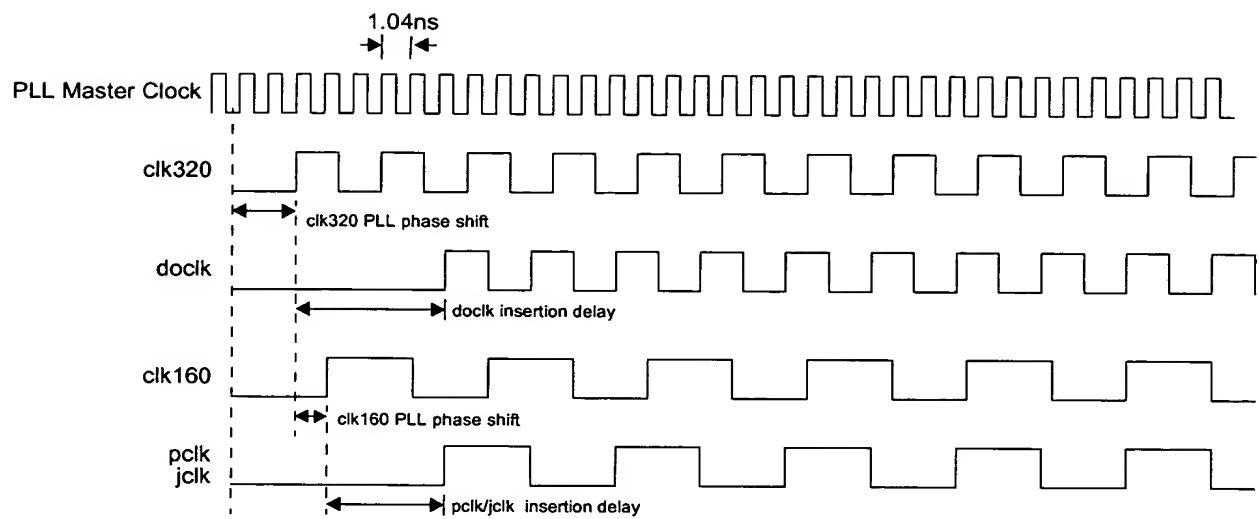 1.04ns
PLL Master Clock
clk320
clk320 PLL phase shift
doclk
doclk insertion delay
clk160
clk160 PLL phase shift
pclk
jclk
pclk/jclk insertion delay